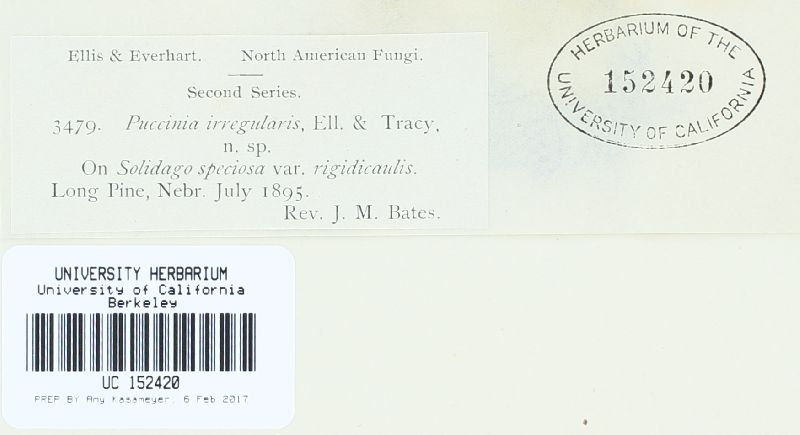 Ellis & Everhart. North American Fungi.
Second Series.
3479. Puccinia irregularis, Ell. & Tracy,
n. sp.
On Solidago speciosa var. rigidicaulis.
Long Pine, Nebr. July 1895.
Rev. J. M. Bates.
HERBARIUM OF THE
152420
UNIVERSITY OF CALIFORNIA
UNIVERSITY HERBARIUM
University of California
Berkeley
UC 152420
PREP BY Amy Kasameyer, 6 Feb 2017